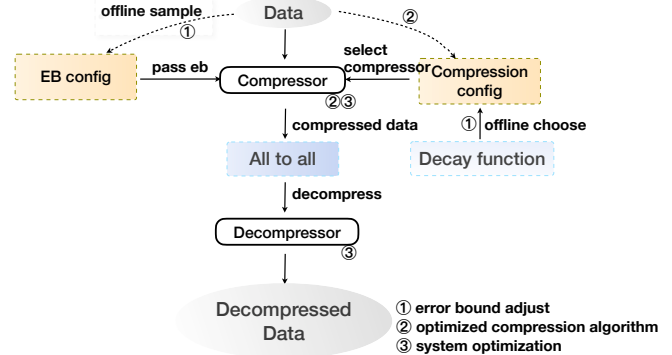 offline sample
Data
①
②
EB config
pass eb
Compressor
select
compressor
Compression
config
②③
compressed data
① offline choose
All to all
Decay function
decompress
Decompressor
③
Decompressed
Data
① error bound adjust
② optimized compression algorithm
③ system optimization